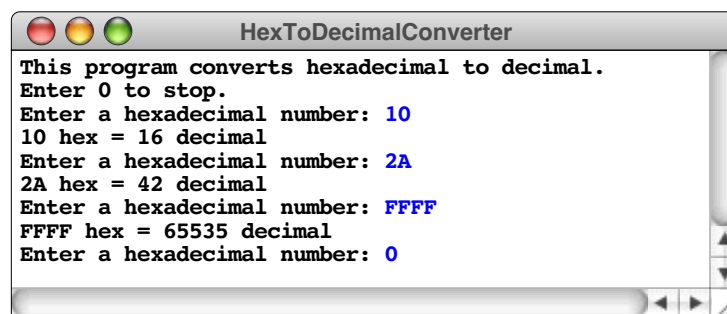 HexToDecimalConverter
This program converts hexadecimal to decimal.
Enter 0 to stop.
Enter a hexadecimal number: 10
10 hex = 16 decimal
Enter a hexadecimal number: 2A
2A hex = 42 decimal
Enter a hexadecimal number: FFFF
FFFF hex = 65535 decimal
Enter a hexadecimal number: 0